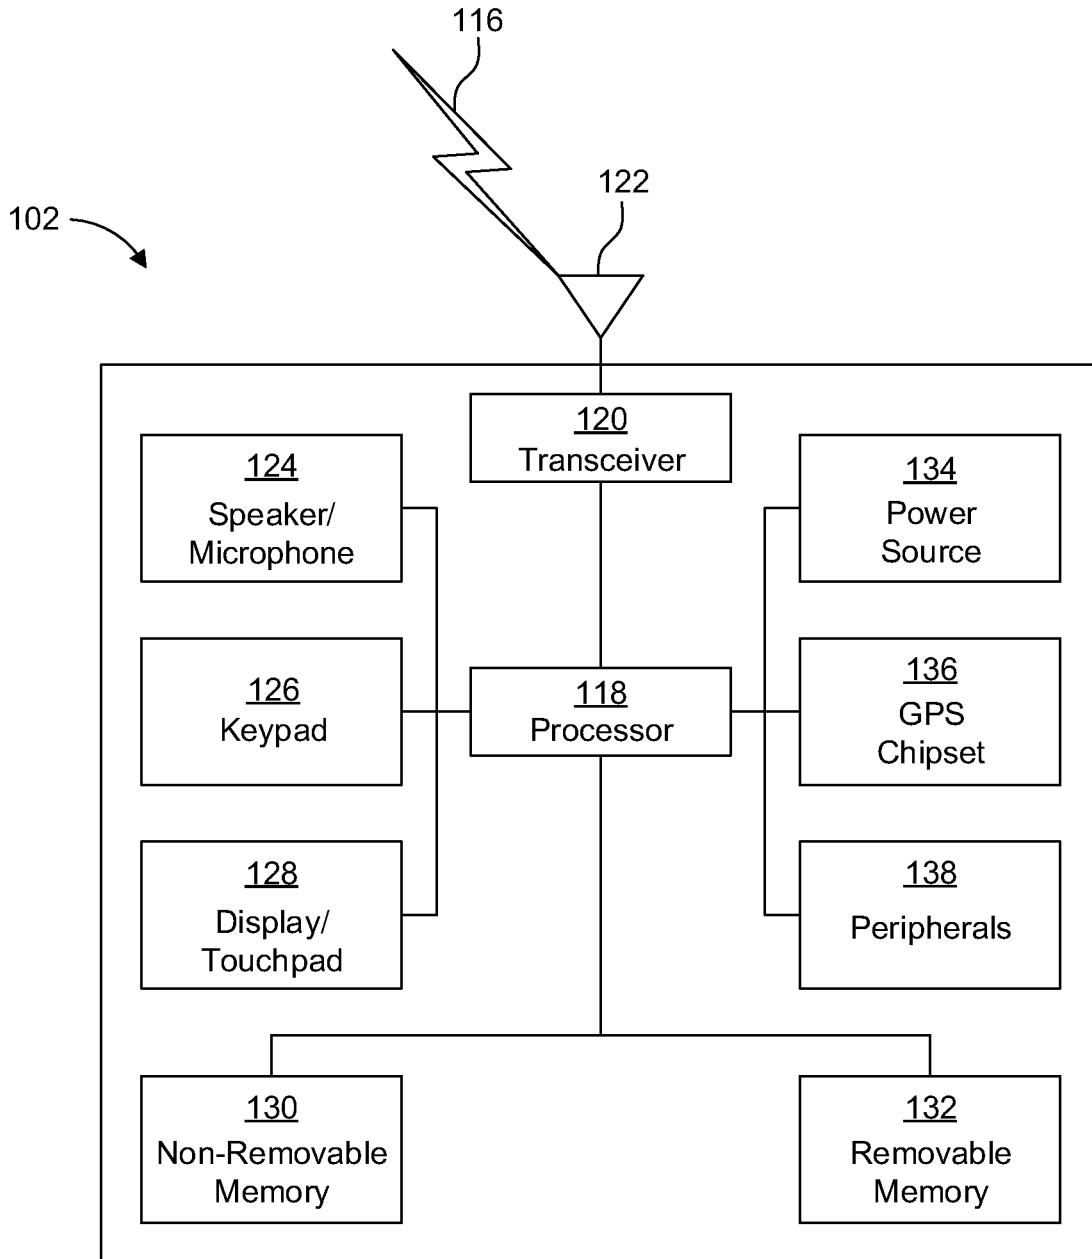 116
122
102
120
Transceiver
124
Speaker/
Microphone
134
Power
Source
126
Keypad
118
Processor
136
GPS
Chipset
128
Display/
Touchpad
138
Peripherals
130
Non-Removable
Memory
132
Removable
Memory